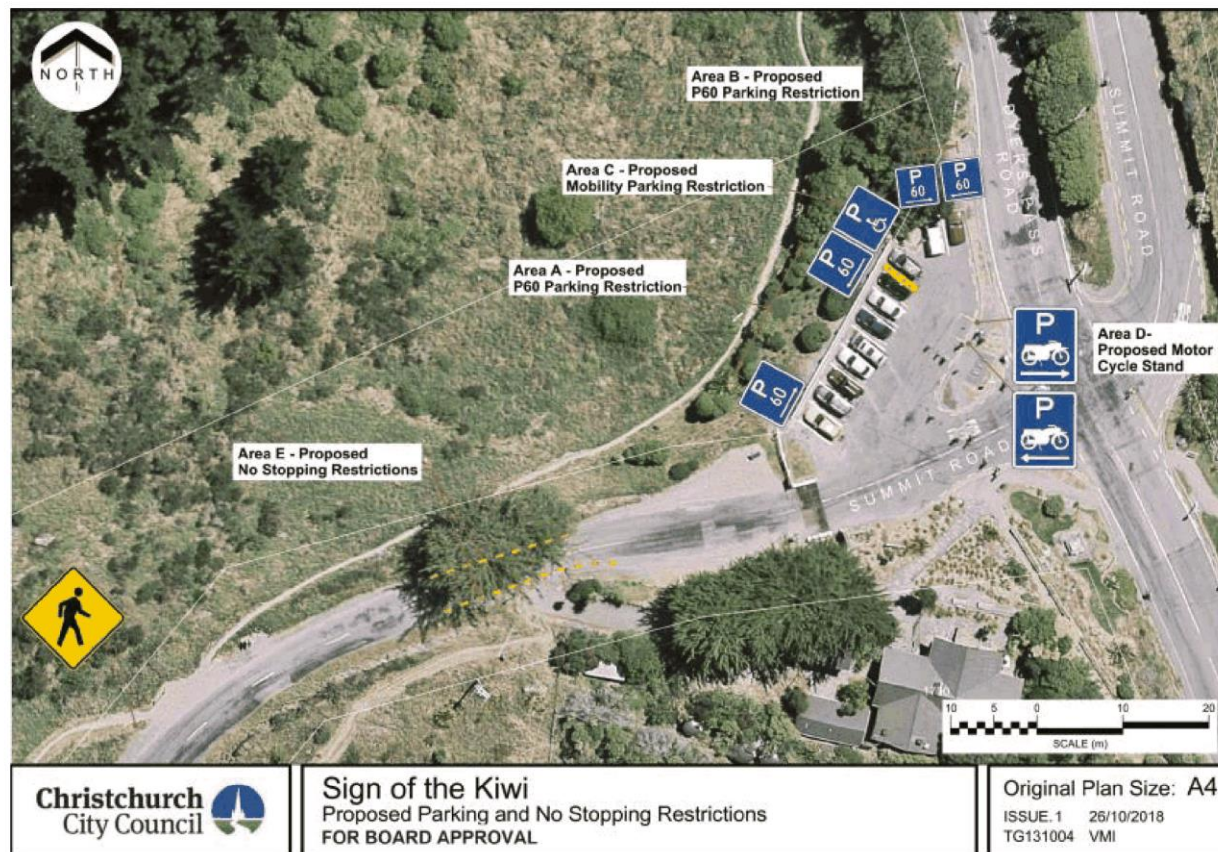 NORTH
Area B - Proposed
P60 Parking Restriction
Area C - Proposed
Mobility Parking Restriction
Area A - Proposed
P60 Parking Restriction
Area E - Proposed
No Stopping Restrictions
P
60
P
60
P
P
60
P
60
DYERS PASS
ROAD
SUMMIT ROAD
P
Area D-
Proposed Motor
Cycle Stand
P
SUMMIT ROAD
10 5 0 10 20
SCALE (m)
Christchurch
City Council
Sign of the Kiwi
Proposed Parking and No Stopping Restrictions
FOR BOARD APPROVAL
Original Plan Size: A4
ISSUE.1 26/10/2018
TG131004 VMI